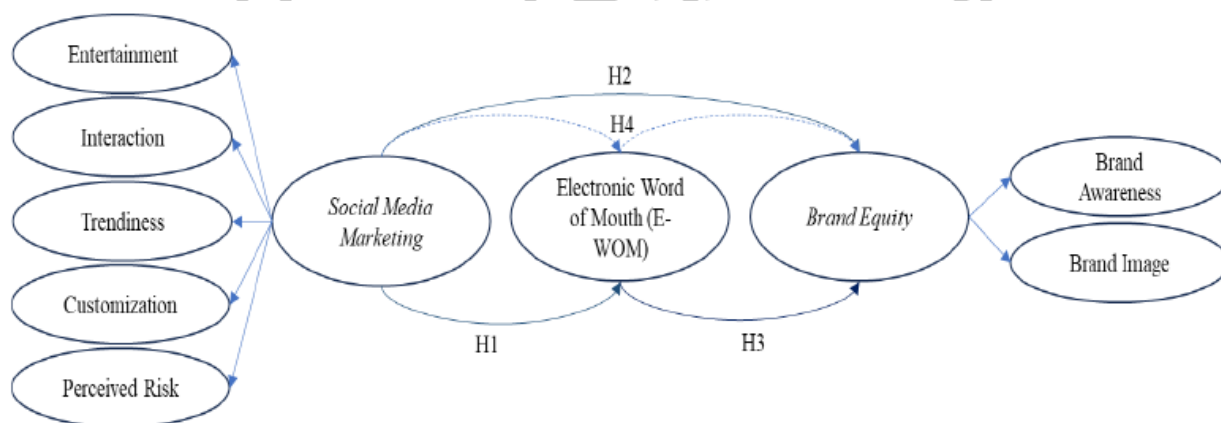 Entertainment
Interaction
Trendiness
Customization
Perceived Risk
Social Media
Marketing
H2
H4
Electronic Word
of Mouth (E-
WOM)
H1
H3
Brand Equity
Brand
Awareness
Brand Image